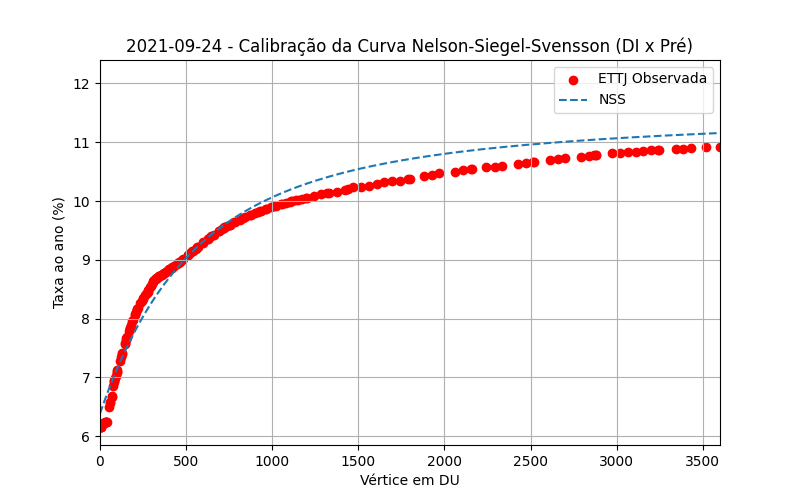 2021-09-24 - Calibração da Curva Nelson-Siegel-Svensson (DI x Pré)
ETTJ Observada
NSS
Taxa ao ano (%)
12
11
10
9
8
7
6
0 500 1000 1500 2000 2500 3000 3500
Vértice em DU